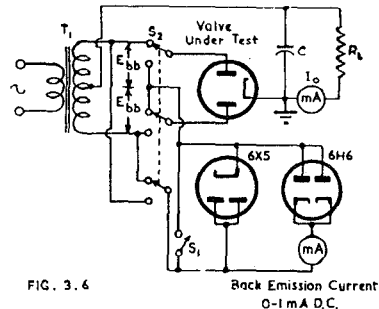 T1
S2
Valve
Under Test
Ebb
Ebb
C
Io
mA
RL
6X5
6H6
mA
S1
FIG. 3.6
Back Emission Current
0-1 mA D.C.